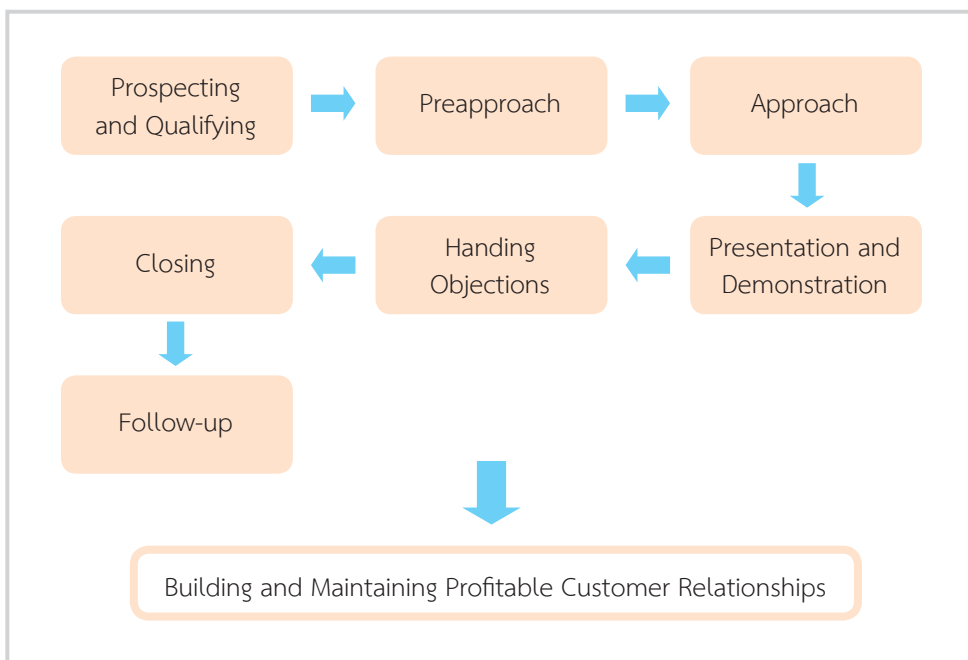 Prospecting
and Qualifying
Preapproach
Approach
Presentation and
Demonstration
Handing
Objections
Closing
Follow-up
Building and Maintaining Profitable Customer Relationships